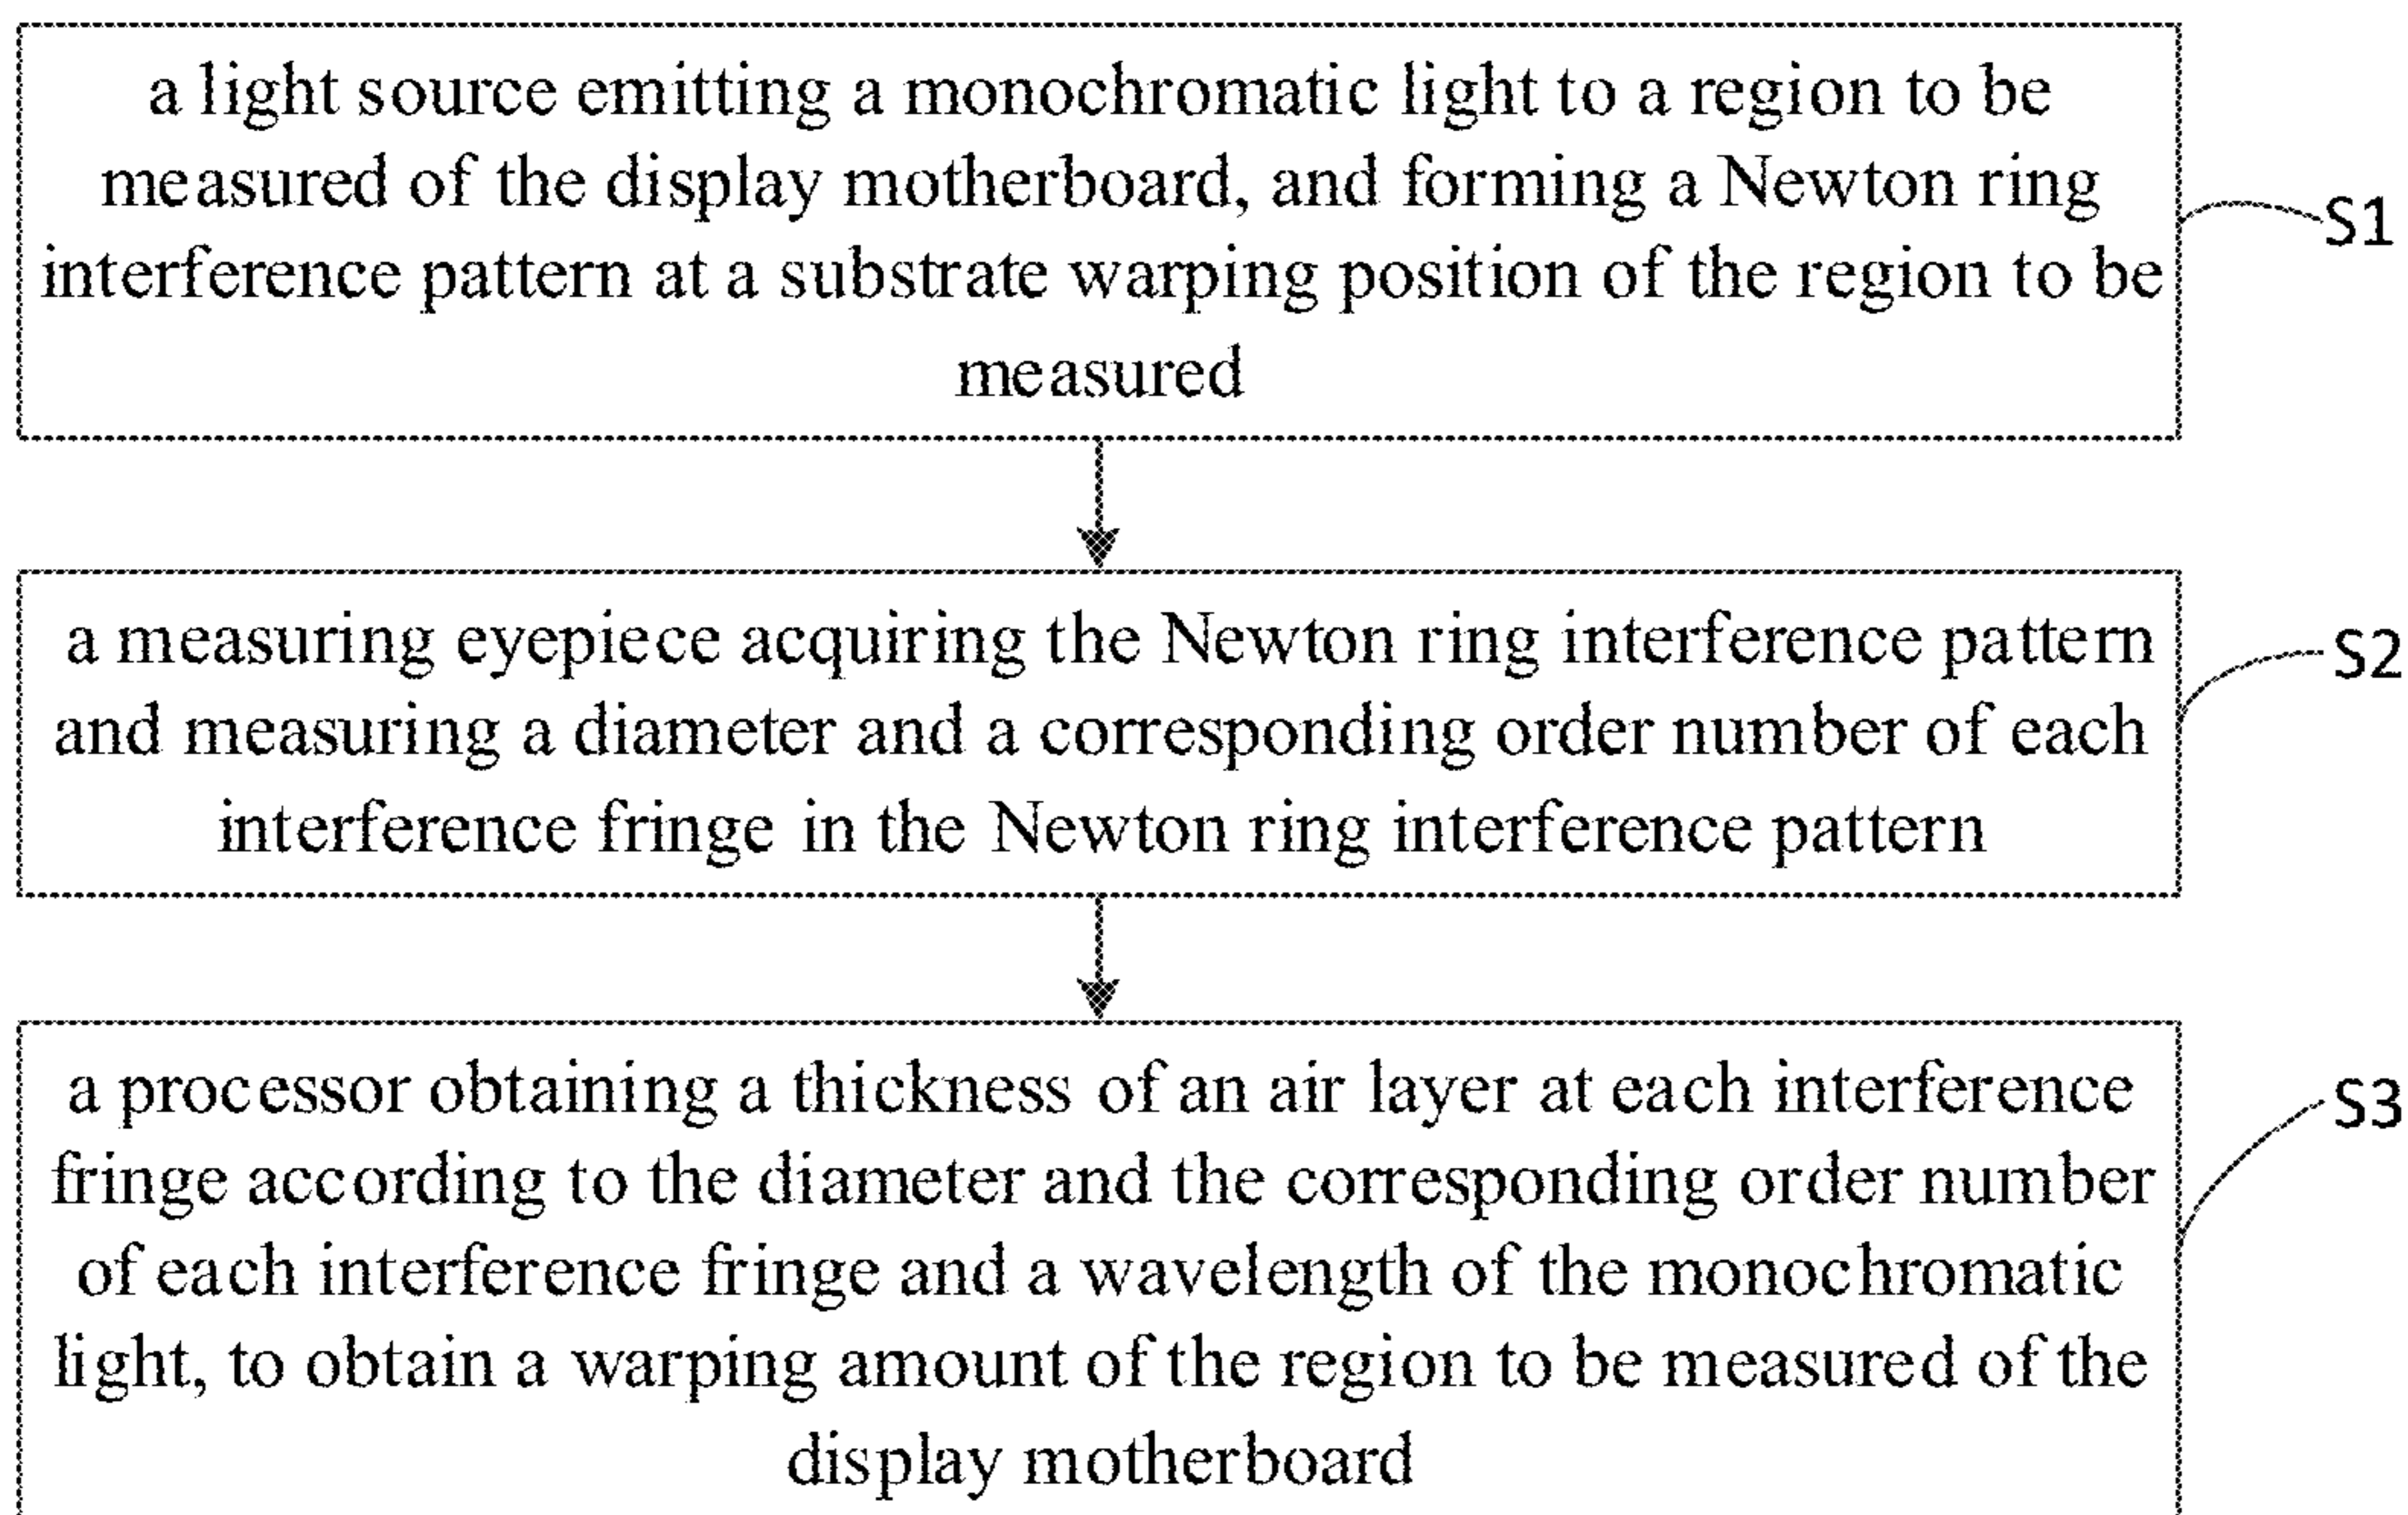 a light source emitting a monochromatic light to a region to be
measured of the display motherboard, and forming a Newton ring
interference pattern at a substrate warping position of the region to be
measured
S1
a measuring eyepiece acquiring the Newton ring interference pattern
and measuring a diameter and a corresponding order number of each
interference fringe in the Newton ring interference pattern
S2
a processor obtaining a thickness of an air layer at each interference
fringe according to the diameter and the corresponding order number
of each interference fringe and a wavelength of the monochromatic
light, to obtain a warping amount of the region to be measured of the
display motherboard
S3